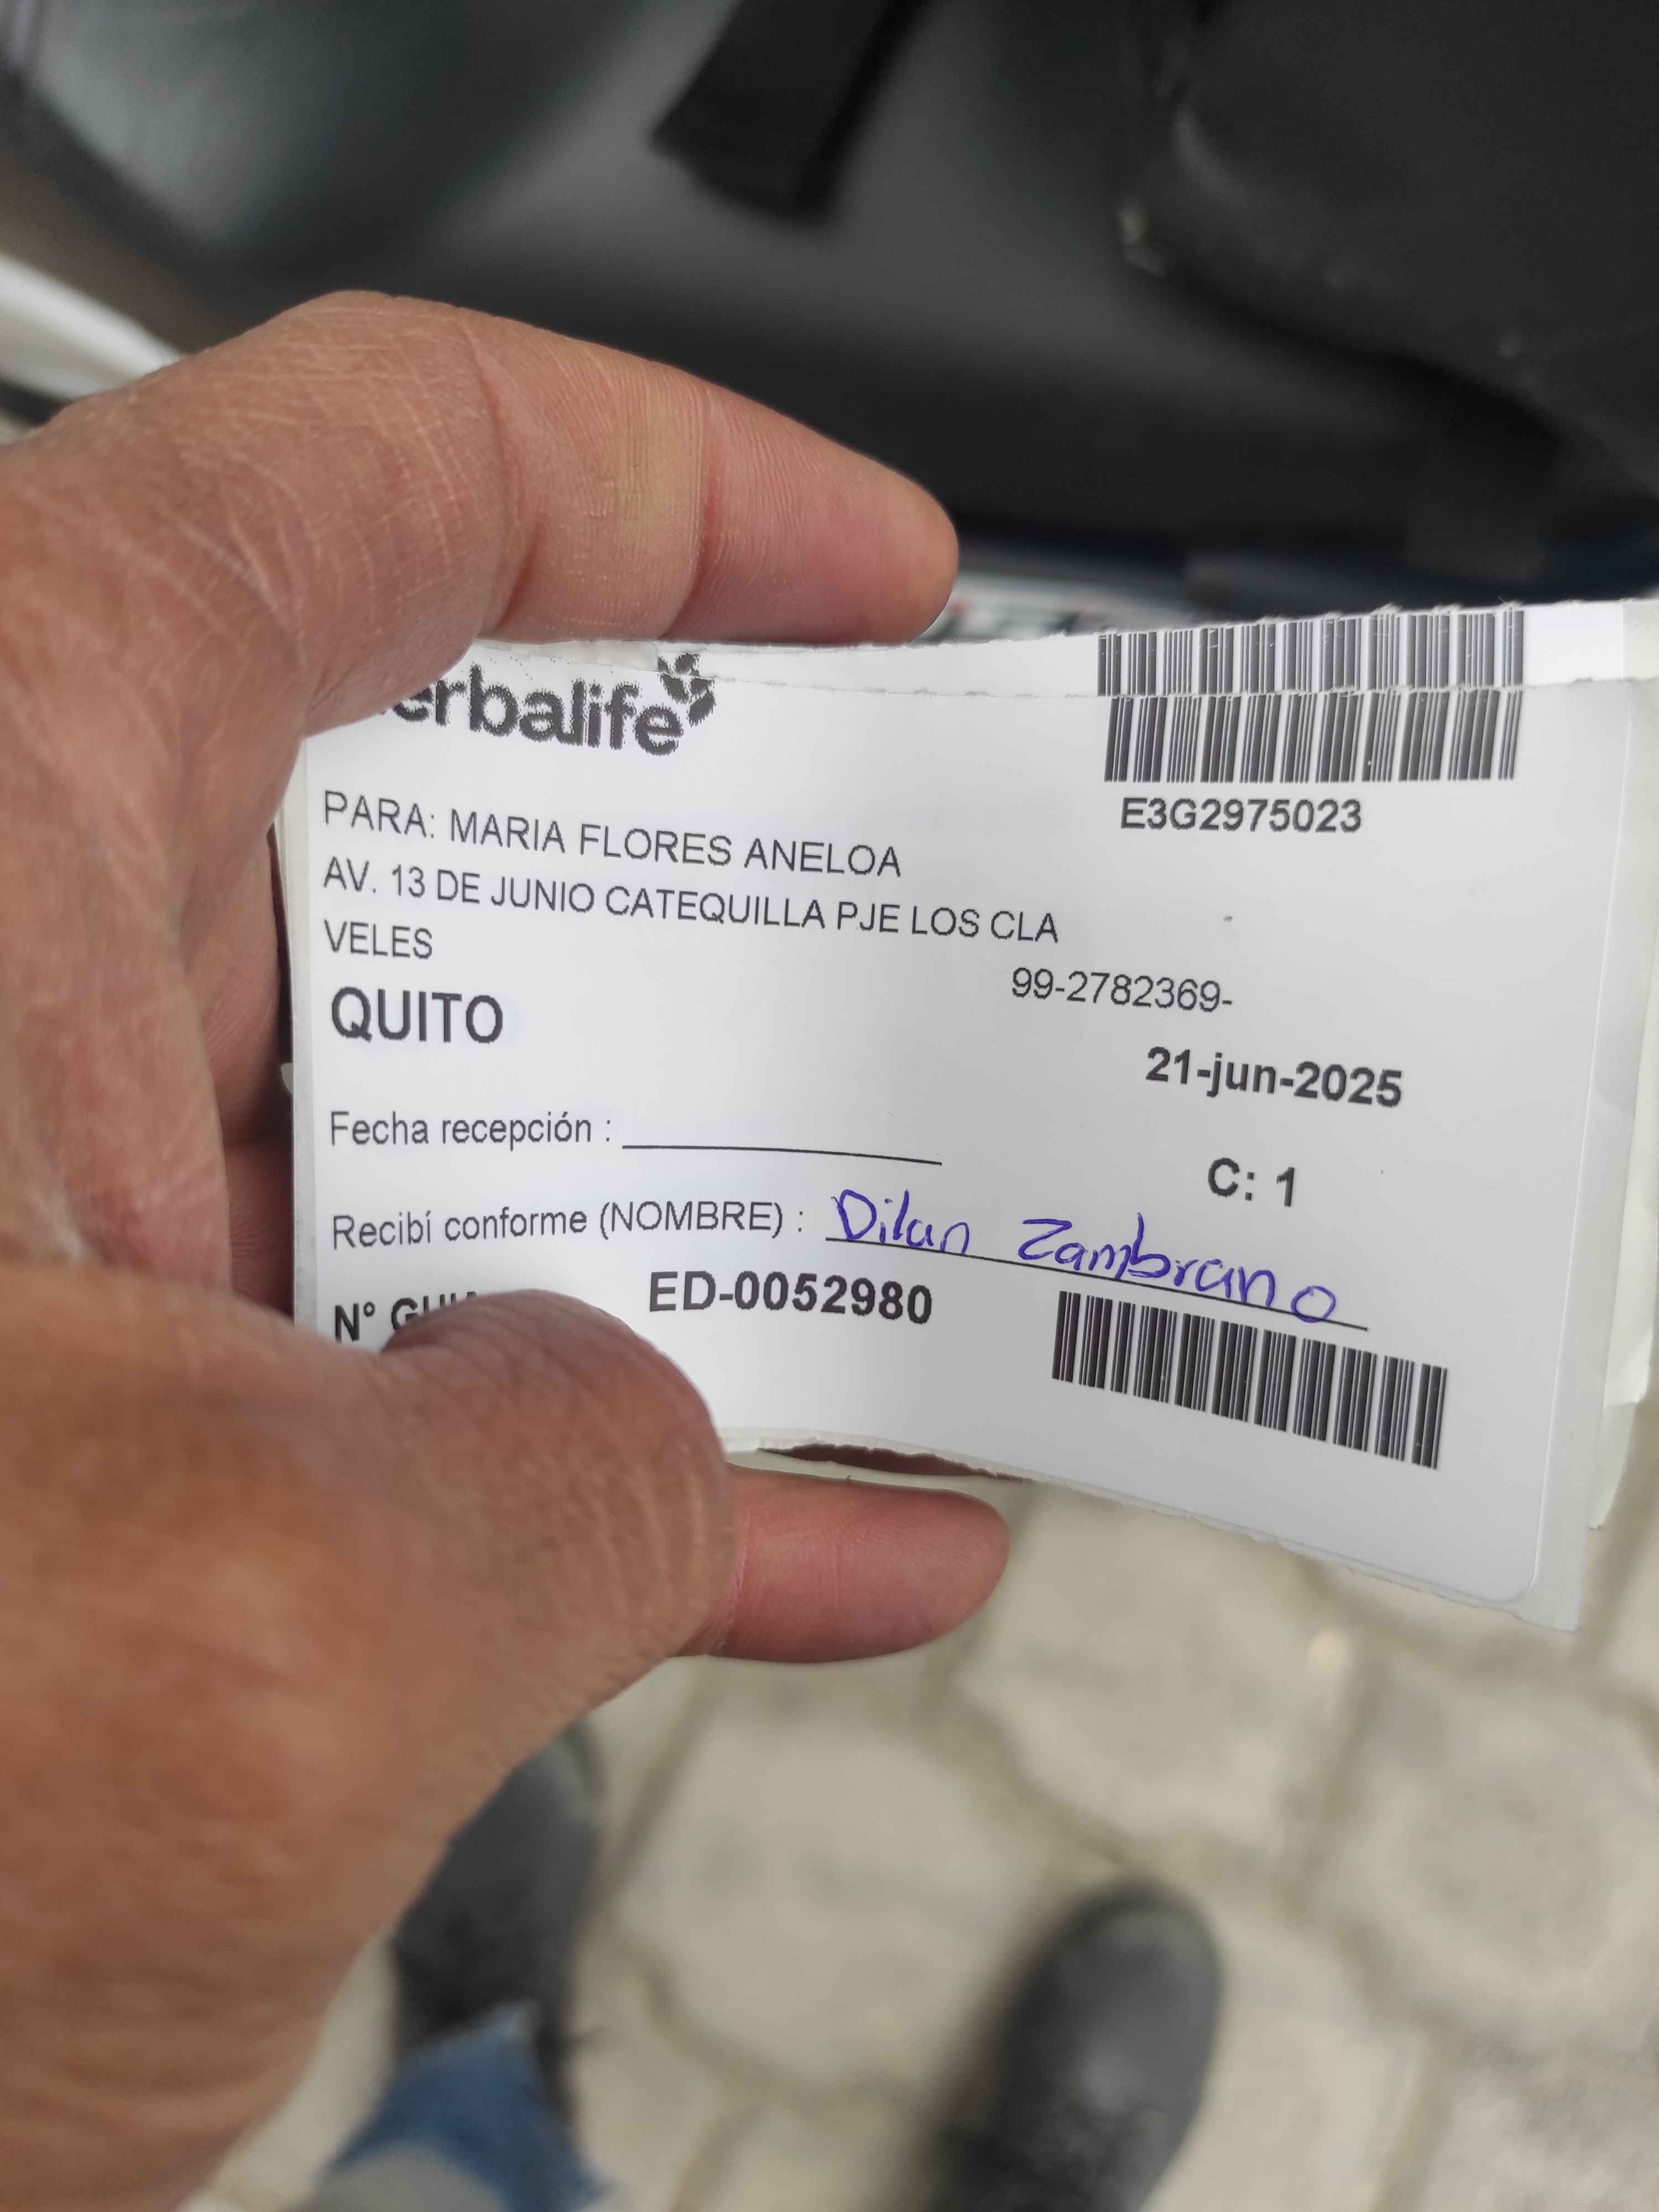 erbalife
E3G2975023
PARA: MARIA FLORES ANELOA
AV. 13 DE JUNIO CATEQUILLA PJE LOS CLA
VELES
99-2782369-
QUITO
21-jun-2025
Fecha recepción :
C: 1
Recibí conforme (NOMBRE) : Dilan Zambrano
N° ED-0052980